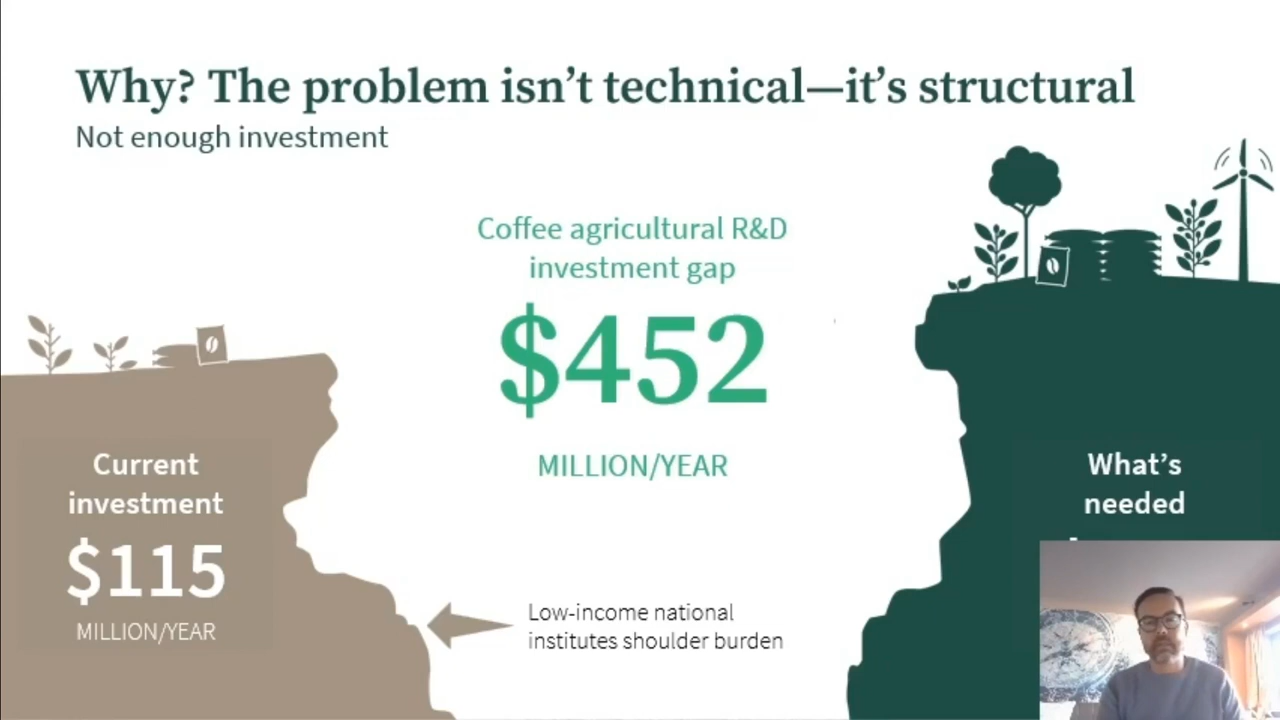 Why? The problem isn’t technical—it’s structural
Not enough investment
Coffee agricultural R&D
investment gap
$452
MILLION/YEAR
Current
investment
$115
MILLION/YEAR
Low-income national
institutes shoulder burden
What’s
needed